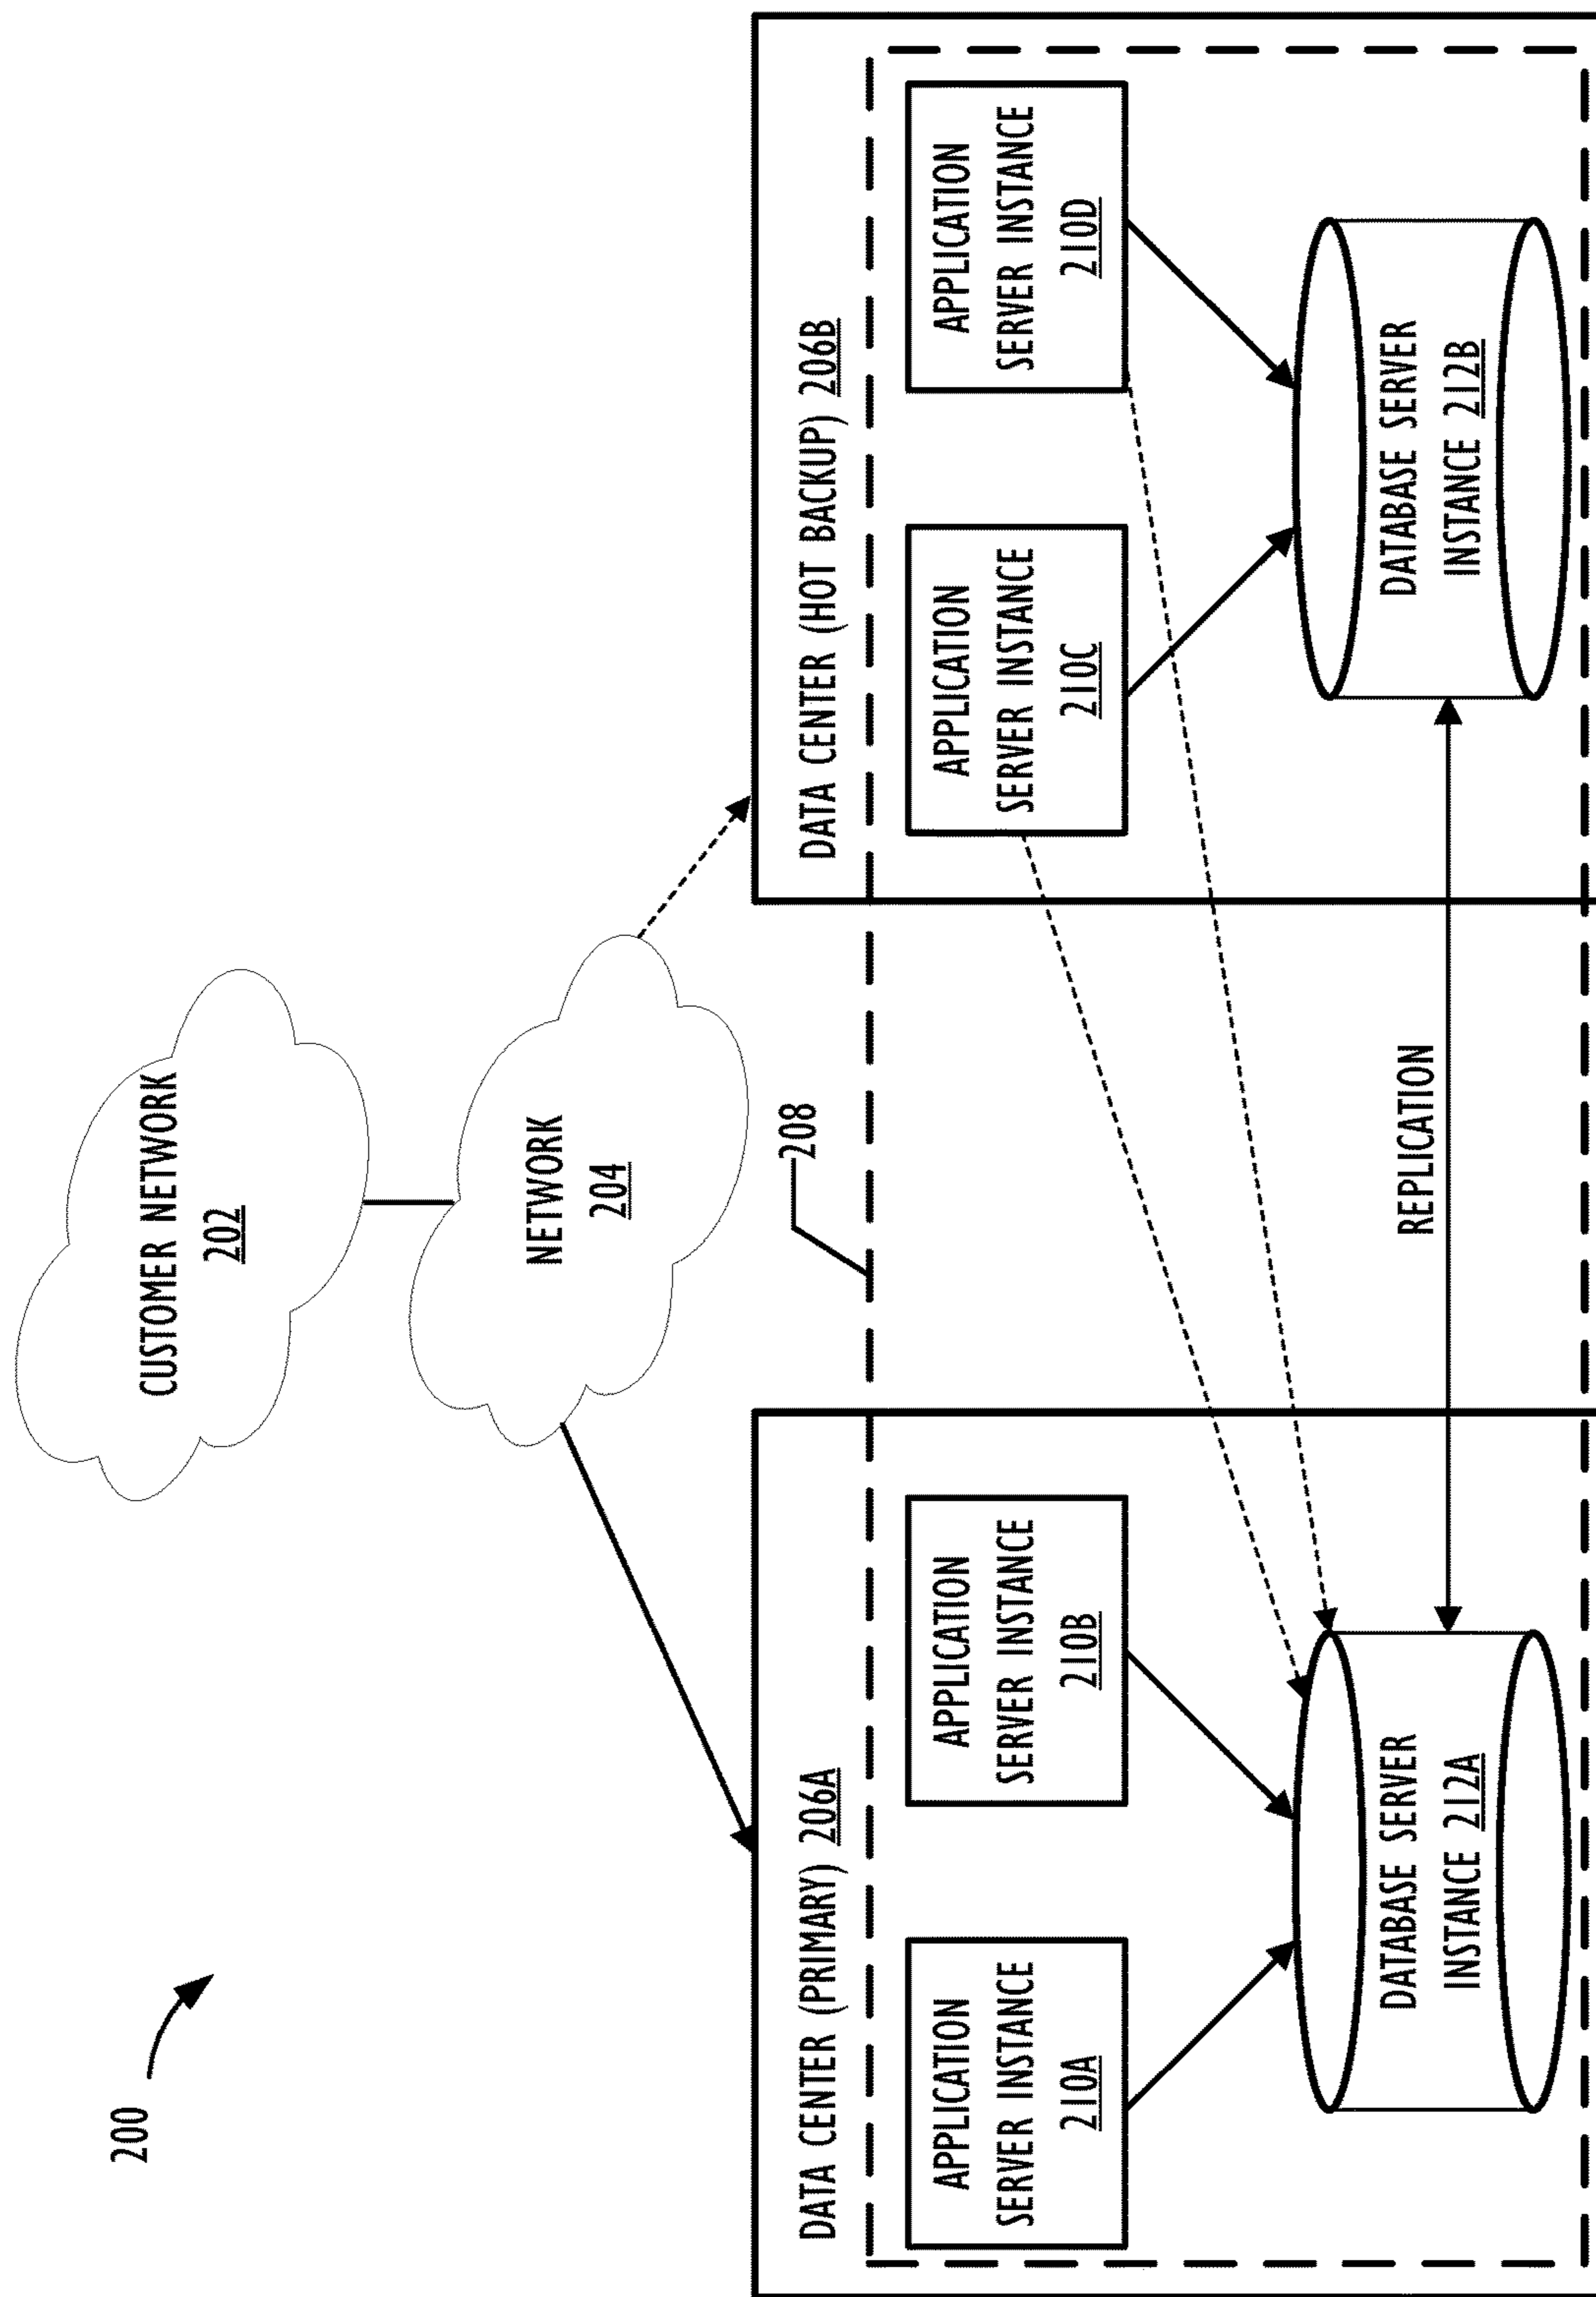 200
CUSTOMER NETWORK
202
NETWORK
204
208
DATA CENTER (PRIMARY) 206A
APPLICATION
SERVER INSTANCE
210A
APPLICATION
SERVER INSTANCE
210B
DATABASE SERVER
INSTANCE 212A
REPLICATION
DATA CENTER (HOT BACKUP) 206B
APPLICATION
SERVER INSTANCE
210C
APPLICATION
SERVER INSTANCE
210D
DATABASE SERVER
INSTANCE 212B